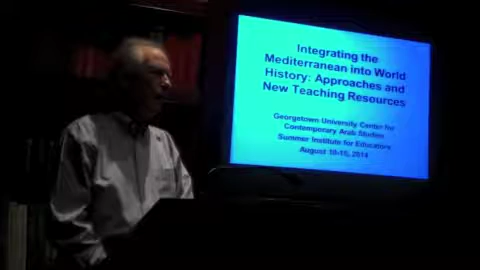 Integrating the
Mediterranean into World
History: Approaches and
New Teaching Resources
Georgetown University Center for
Contemporary Arab Studies
Summer Institute for Educators
August 10-15, 2014